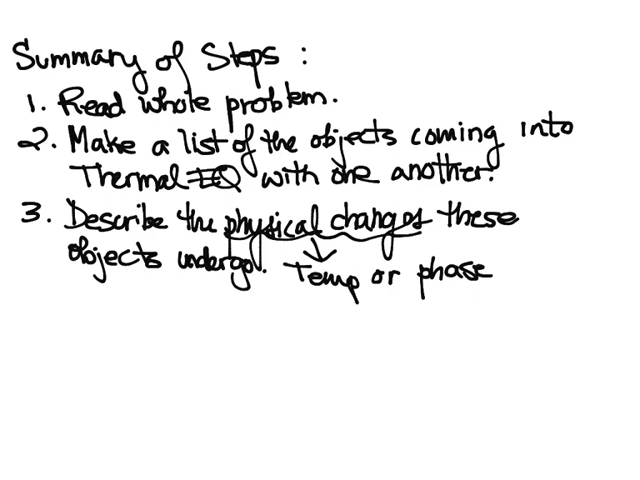 Summary of Steps :
1. Read whole problem.
2. Make a list of the objects coming into
Thermal EQ with one another.
3. Describe the physical changes these
objects undergo. Temp or phase